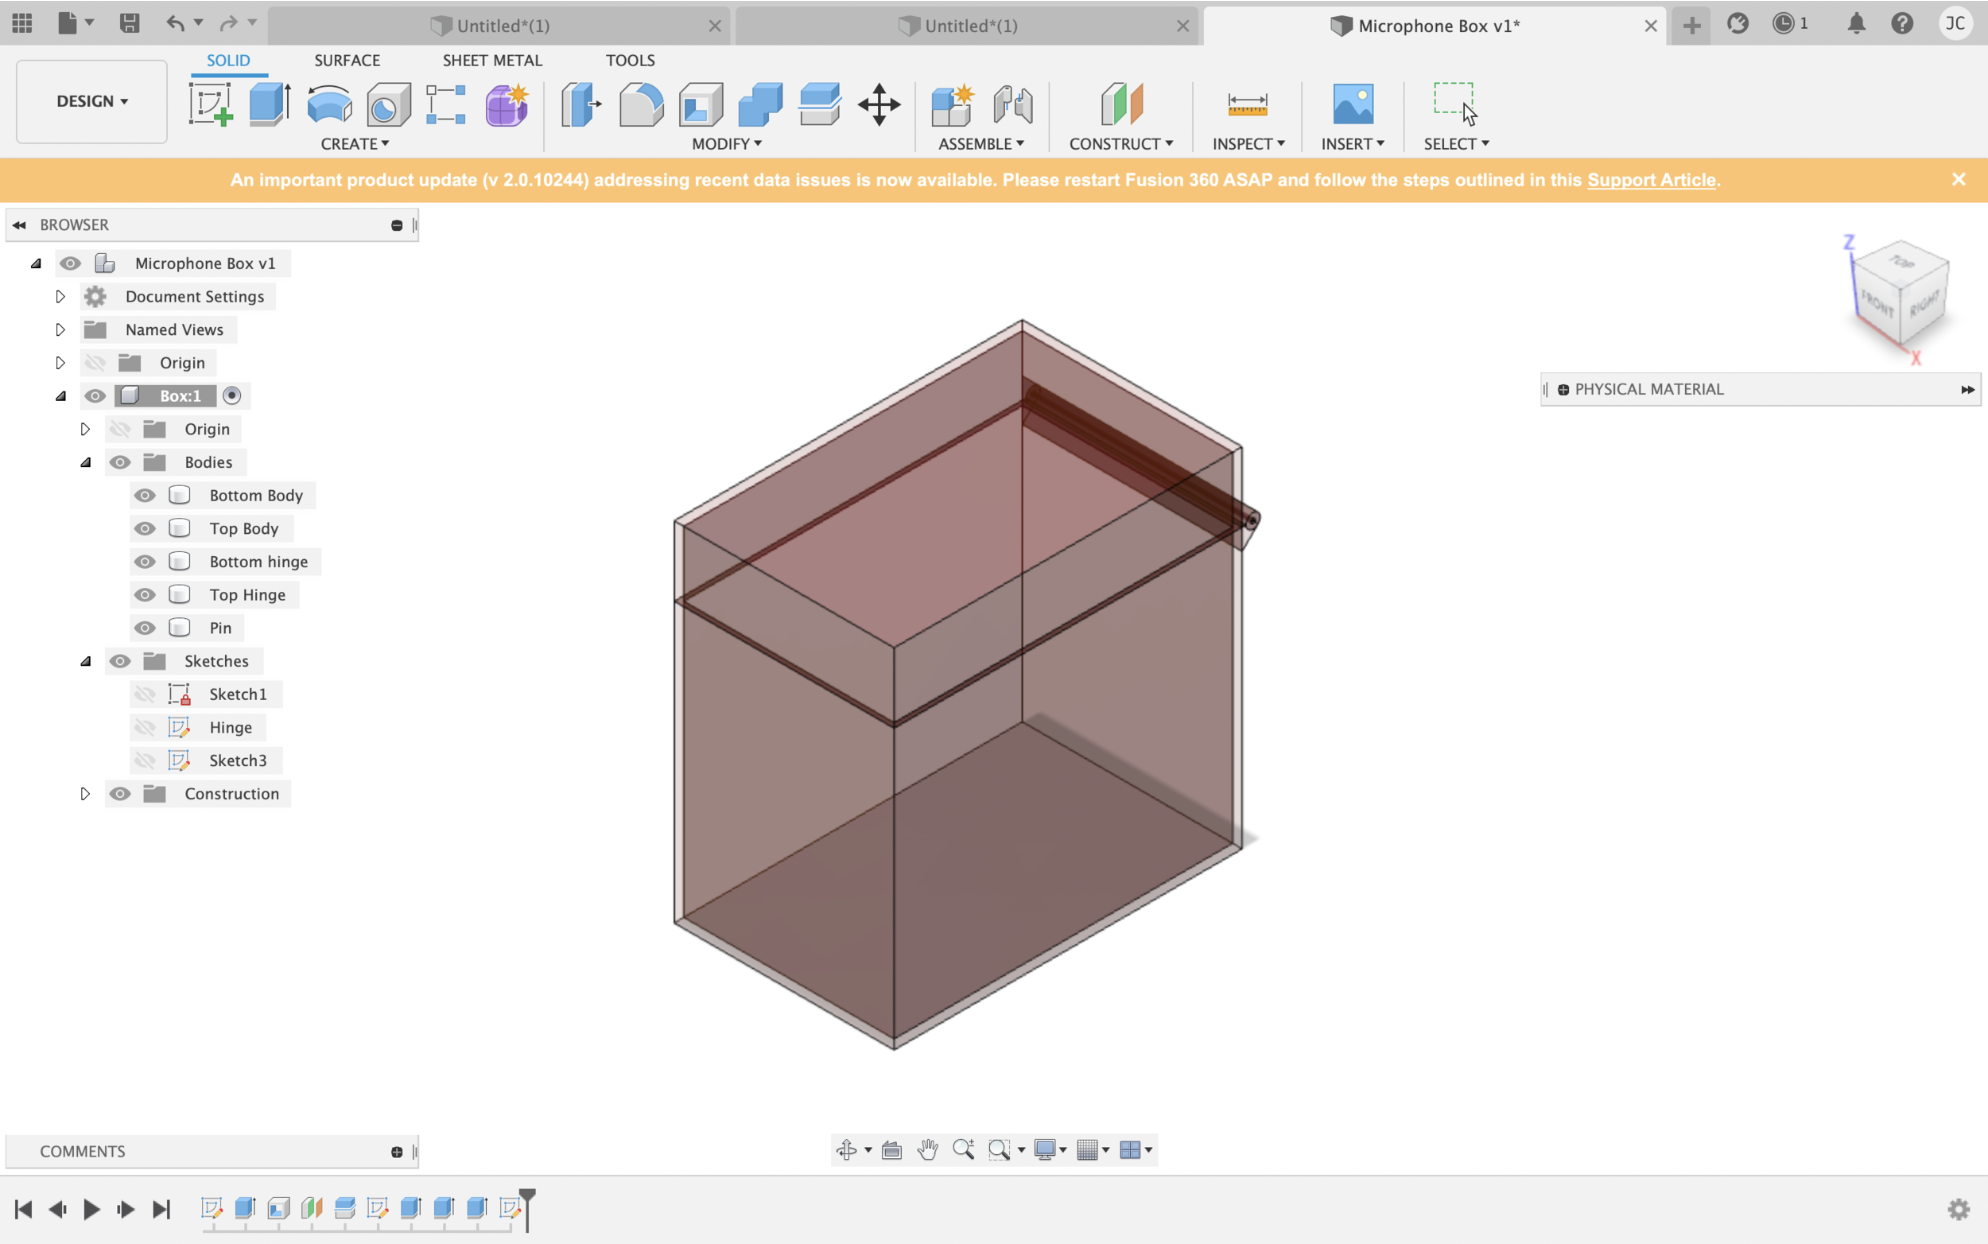 Untitled*(1)
Untitled*(1)
Microphone Box v1*
1
JC
DESIGN
SOLID
SURFACE
SHEET METAL
TOOLS
CREATE
MODIFY
ASSEMBLE
CONSTRUCT
INSPECT
INSERT
SELECT
An important product update (v 2.0.10244) addressing recent data issues is now available. Please restart Fusion 360 ASAP and follow the steps outlined in this Support Article.
BROWSER
Microphone Box v1
Document Settings
Named Views
Origin
Box:1
Origin
Bodies
Bottom Body
Top Body
Bottom hinge
Top Hinge
Pin
Sketches
Sketch1
Hinge
Sketch3
Construction
Z
TOP
FRONT
RIGHT
X
PHYSICAL MATERIAL
COMMENTS